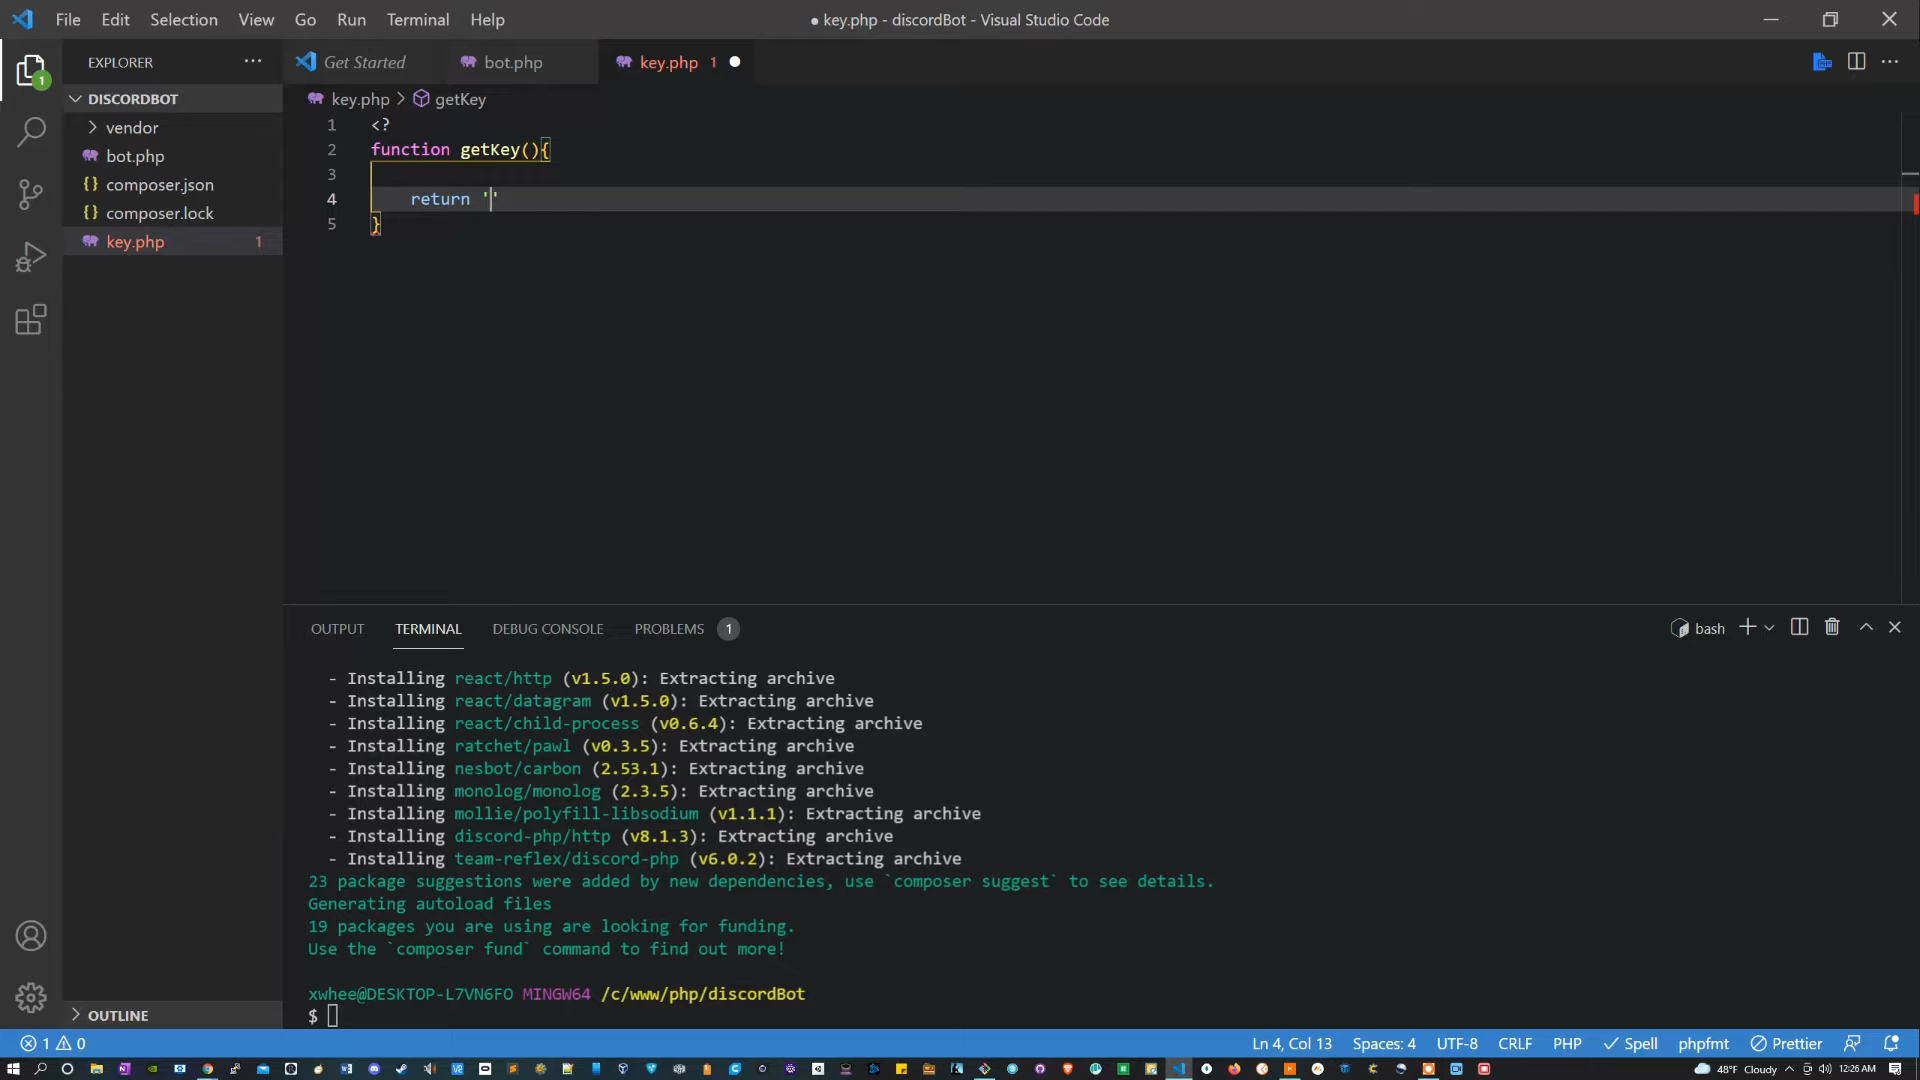 File Edit Selection View Go Run Terminal Help
● key.php - discordBot - Visual Studio Code
EXPLORER
Get Started
bot.php
key.php 1
1
DISCORDBOT
vendor
bot.php
composer.json
composer.lock
key.php 1
key.php > getKey
1 <?
2 function getKey(){
3
4 return ''
5 }
OUTPUT TERMINAL DEBUG CONSOLE PROBLEMS 1
bash
- Installing react/http (v1.5.0): Extracting archive
- Installing react/datagram (v1.5.0): Extracting archive
- Installing react/child-process (v0.6.4): Extracting archive
- Installing ratchet/pawl (v0.3.5): Extracting archive
- Installing nesbot/carbon (2.53.1): Extracting archive
- Installing monolog/monolog (2.3.5): Extracting archive
- Installing mollie/polyfill-libsodium (v1.1.1): Extracting archive
- Installing discord-php/http (v8.1.3): Extracting archive
- Installing team-reflex/discord-php (v6.0.2): Extracting archive
23 package suggestions were added by new dependencies, use `composer suggest` to see details.
Generating autoload files
19 packages you are using are looking for funding.
Use the `composer fund` command to find out more!
xwhee@DESKTOP-L7VN6FO MINGW64 /c/www/php/discordBot
$
OUTLINE
1 0
Ln 4, Col 13 Spaces: 4 UTF-8 CRLF PHP Spell phpfmt Prettier
48°F Cloudy 12:26 AM